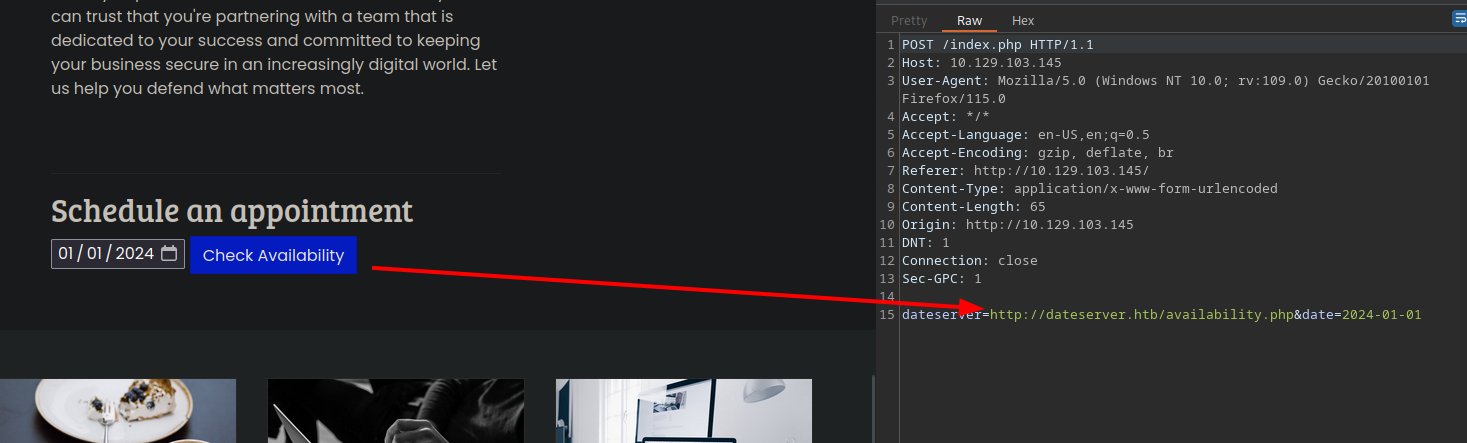 can trust that you're partnering with a team that is
dedicated to your success and committed to keeping
your business secure in an increasingly digital world. Let
us help you defend what matters most.
Schedule an appointment
01 / 01 / 2024
Check Availability
Pretty
Raw
Hex
1 POST /index.php HTTP/1.1
2 Host: 10.129.103.145
3 User-Agent: Mozilla/5.0 (Windows NT 10.0; rv:109.0) Gecko/20100101
Firefox/115.0
4 Accept: */*
5 Accept-Language: en-US,en;q=0.5
6 Accept-Encoding: gzip, deflate, br
7 Referer: http://10.129.103.145/
8 Content-Type: application/x-www-form-urlencoded
9 Content-Length: 65
10 Origin: http://10.129.103.145
11 DNT: 1
12 Connection: close
13 Sec-GPC: 1
14
15 dateserver=http://dateserver.htb/availability.php&date=2024-01-01